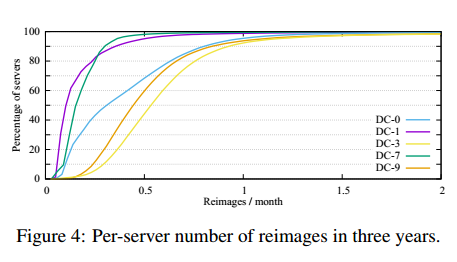 100
80
60
40
20
0
Percentage of servers
DC-0
DC-1
DC-3
DC-7
DC-9
0 0.5 1 1.5 2
Reimages / month
Figure 4: Per-server number of reimages in three years.